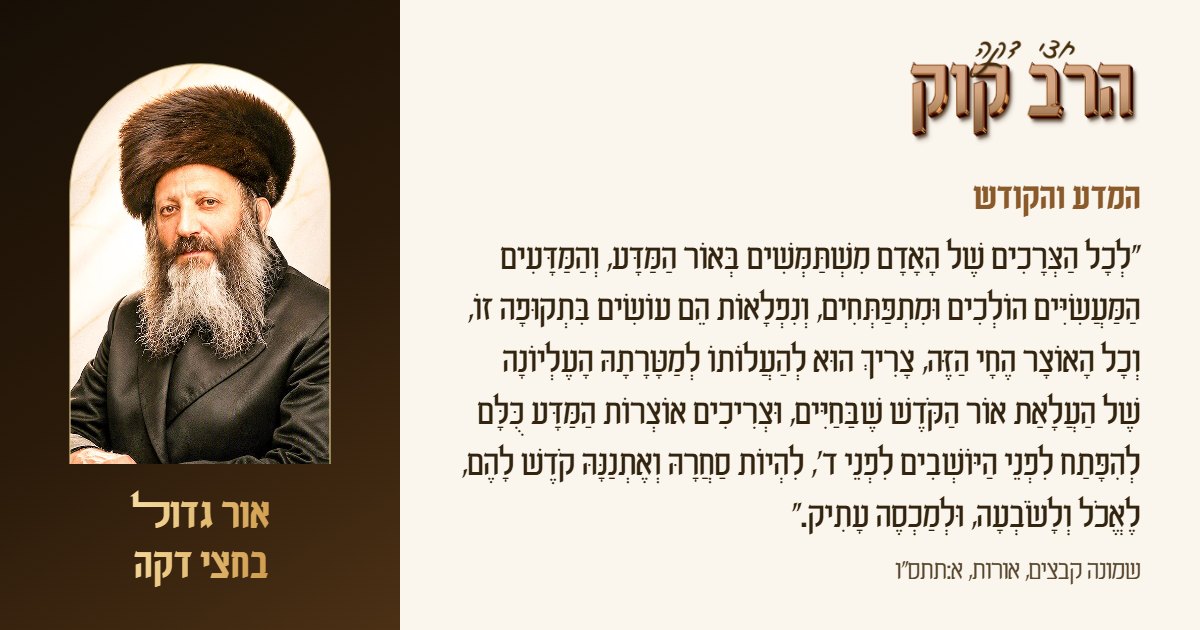 חצי דקה
הרב קוק
המדע והקודש
"לְכָל הַצְּרָכִים שֶׁל הָאָדָם מִשְׁתַּמְּשִׁים בְּאוֹר הַמַּדָּע, וְהַמַּדָּעִים
הַמַּעֲשִׂיִּים הוֹלְכִים וּמִתְפַּתְּחִים, וְנִפְלָאוֹת הֵם עוֹשִׂים בִּתְקוּפָה זוֹ,
וְכָל הָאוֹצָר הֶחָי הַזֶּה, צָרִיךְ הוּא לְהַעֲלוֹתוֹ לְמַטָּרָתָהּ הָעֶלְיוֹנָה
שֶׁל הַעֲלָאַת אוֹר הַקֹּדֶשׁ שֶׁבַּחַיִּים, וּצְרִיכִים אוֹצְרוֹת הַמַּדָּע כֻּלָּם
לְהִפָּתַח לִפְנֵי הַיּוֹשְׁבִים לִפְנֵי ד', לִהְיוֹת סַחְרָהּ וְאֶתְנַנָּהּ קֹדֶשׁ לָהֶם,
לֶאֱכֹל וְלָשֹׂבְעָה, וּלְמַכְסֶה עָתִיק."
שמונה קבצים, אורות, א:תתס"ו
אור גדול
בחצי דקה